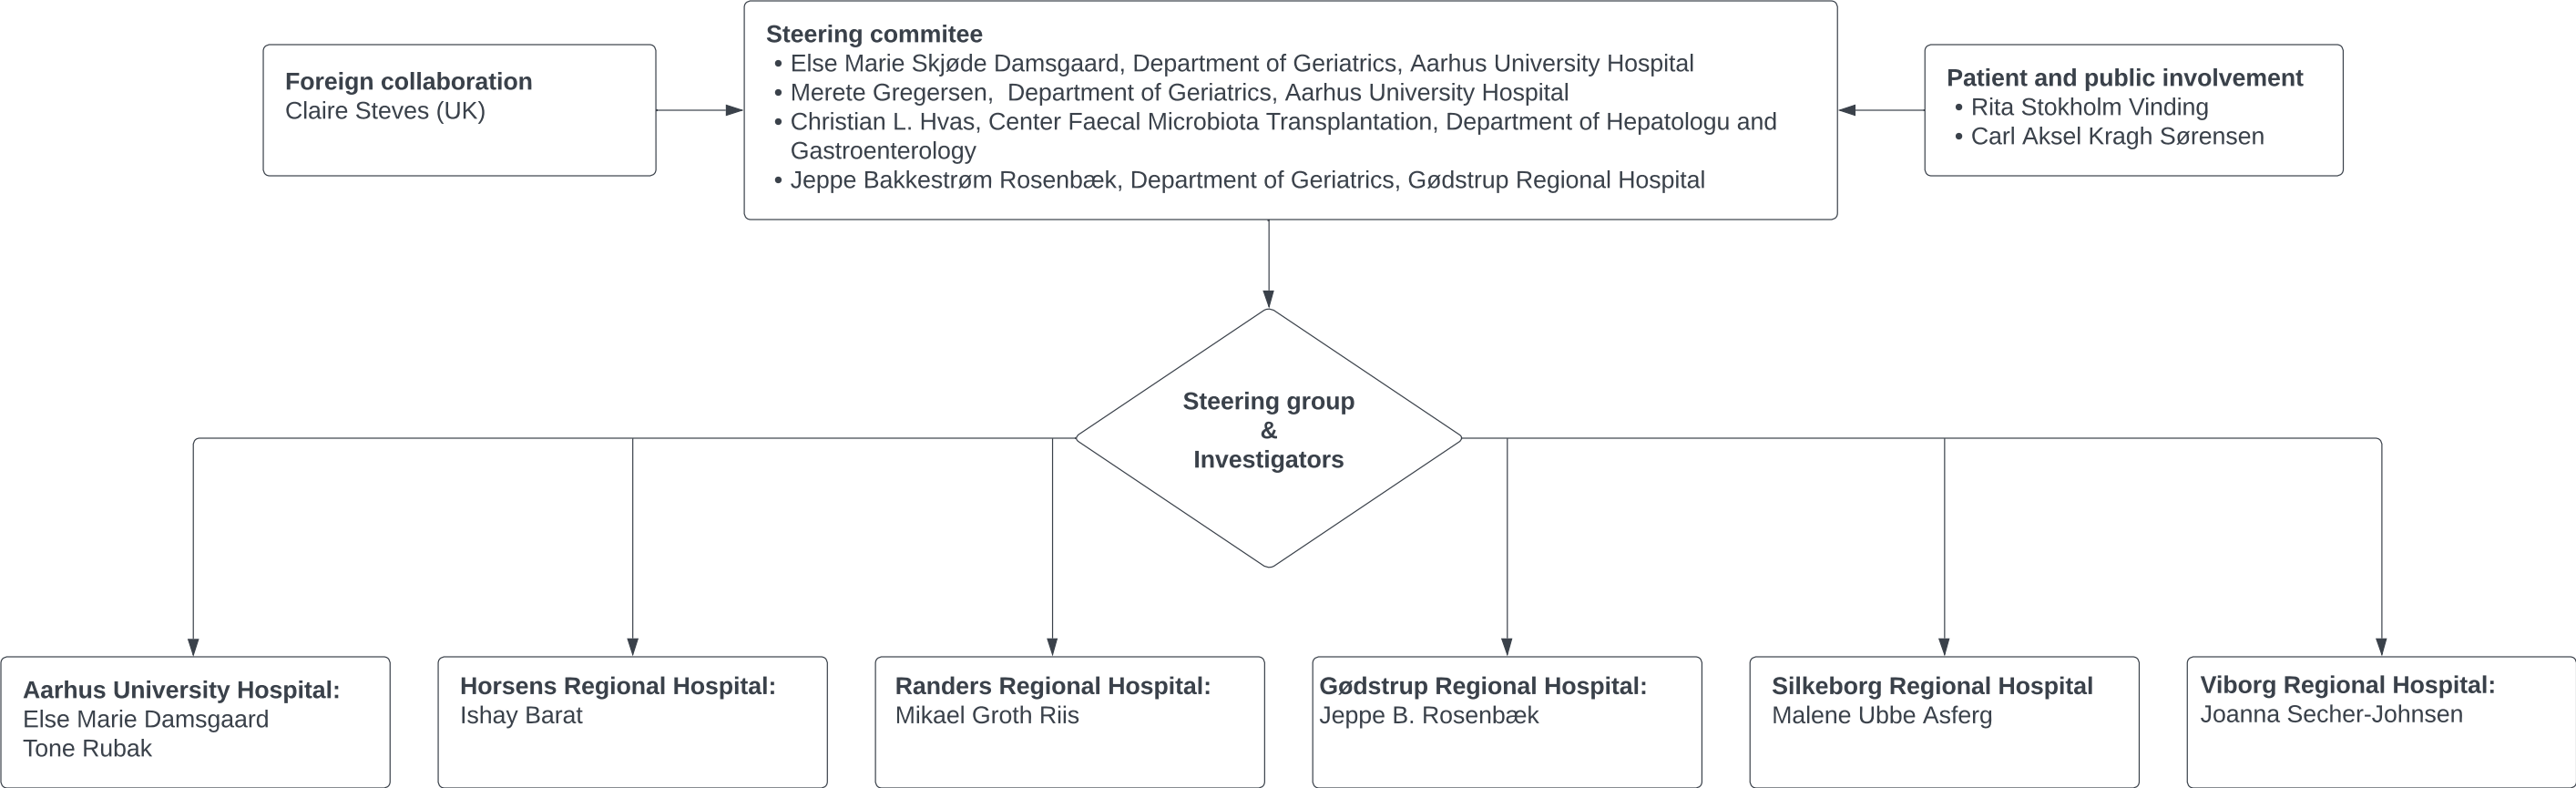 Foreign collaboration
Claire Steves (UK)
Steering commitee
• Else Marie Skjøde Damsgaard, Department of Geriatrics, Aarhus University Hospital
• Merete Gregersen,  Department of Geriatrics, Aarhus University Hospital
• Christian L. Hvas, Center Faecal Microbiota Transplantation, Department of Hepatologu and
Gastroenterology
• Jeppe Bakkestrøm Rosenbæk, Department of Geriatrics, Gødstrup Regional Hospital
Patient and public involvement
• Rita Stokholm Vinding
• Carl Aksel Kragh Sørensen
Steering group
&
Investigators
Aarhus University Hospital:
Else Marie Damsgaard
Tone Rubak
Horsens Regional Hospital:
Ishay Barat
Randers Regional Hospital:
Mikael Groth Riis
Gødstrup Regional Hospital:
Jeppe B. Rosenbæk
Silkeborg Regional Hospital
Malene Ubbe Asferg
Viborg Regional Hospital:
Joanna Secher-Johnsen